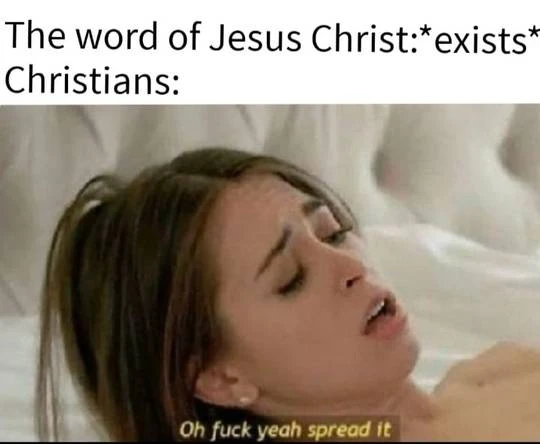 The word of Jesus Christ:*exists*
Christians:
Oh fuck yeah spread it